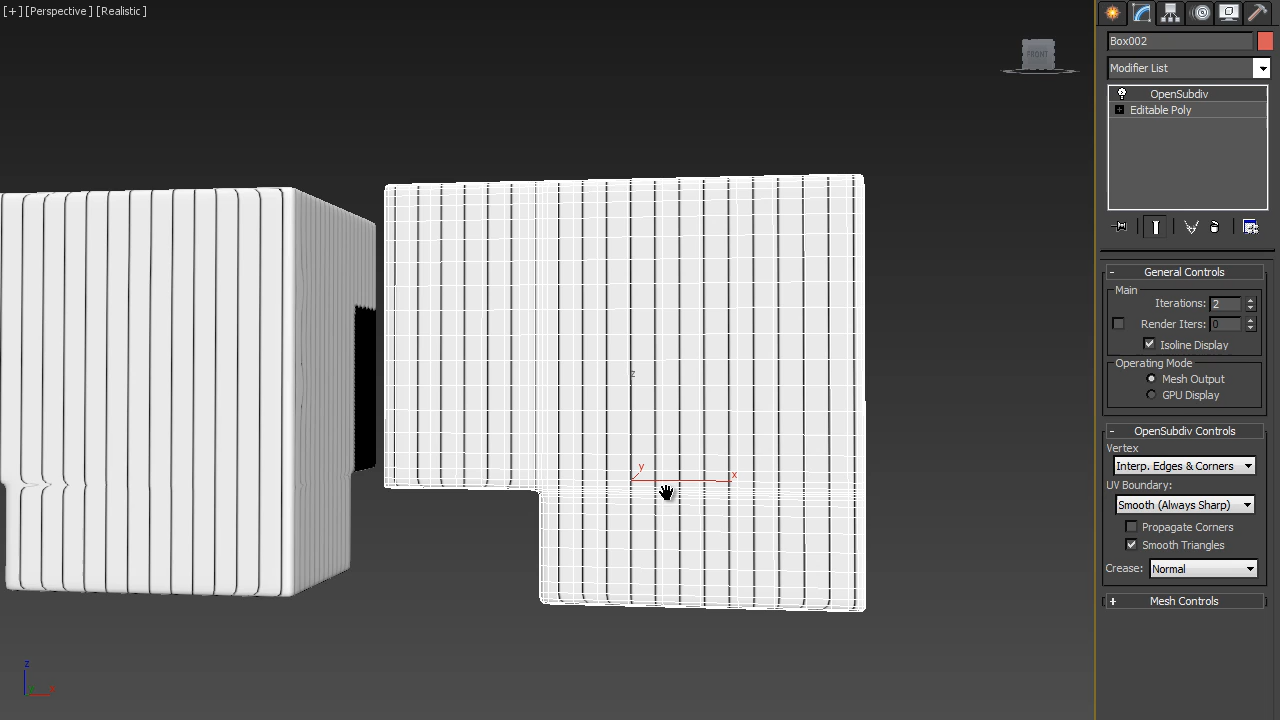 [+] [Perspective] [Realistic]
FRONT
z
y
x
z
Box002
Modifier List
OpenSubdiv
Editable Poly
- General Controls
Main
Iterations: 2
Render Iters: 0
Isoline Display
Operating Mode
Mesh Output
GPU Display
- OpenSubdiv Controls
Vertex
Interp. Edges & Corners
UV Boundary:
Smooth (Always Sharp)
Propagate Corners
Smooth Triangles
Crease: Normal
+ Mesh Controls